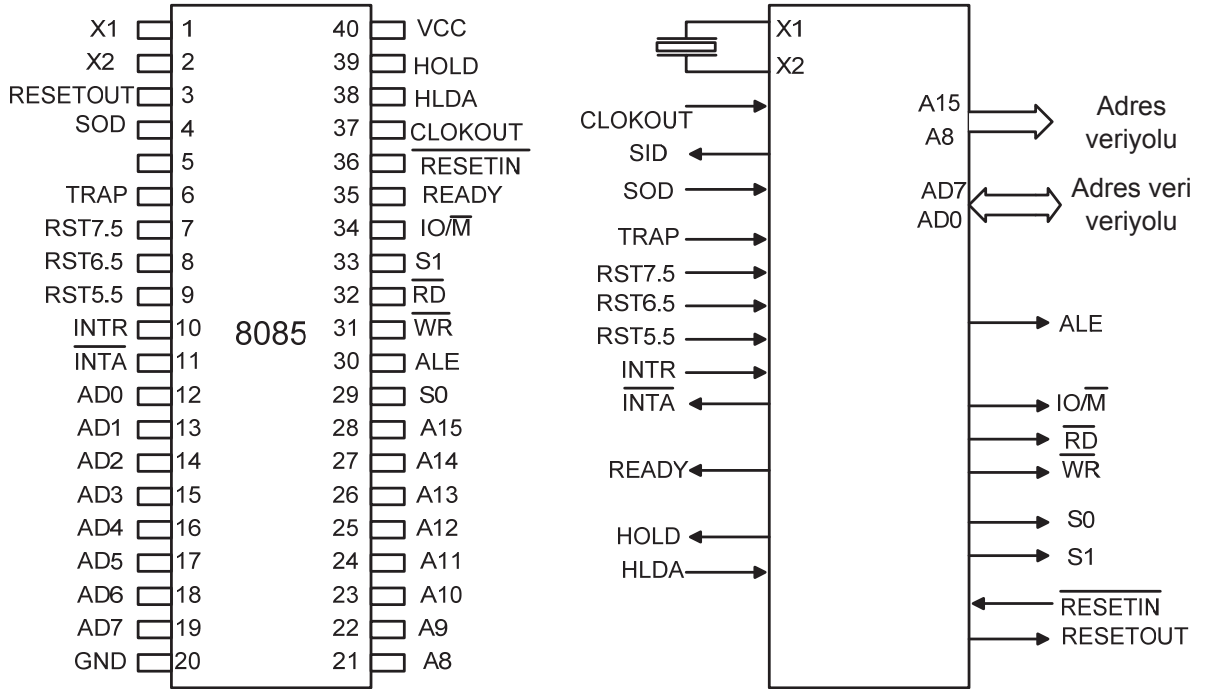 X1 1 40 VCC
X2 2 39 HOLD
RESETOUT 3 38 HLDA
SOD 4 37 CLOKOUT
5 36 RESETIN
TRAP 6 35 READY
RST7.5 7 34 IO/M
RST6.5 8 33 S1
RST5.5 9 32 RD
INTR 10 31 WR
8085
INTA 11 30 ALE
AD0 12 29 S0
AD1 13 28 A15
AD2 14 27 A14
AD3 15 26 A13
AD4 16 25 A12
AD5 17 24 A11
AD6 18 23 A10
AD7 19 22 A9
GND 20 21 A8
X1
X2
CLOKOUT
SID
SOD
TRAP
RST7.5
RST6.5
RST5.5
INTR
INTA
READY
HOLD
HLDA
A15
A8
Adres
veriyolu
AD7
AD0
Adres veri
veriyolu
ALE
IO/M
RD
WR
S0
S1
RESETIN
RESETOUT